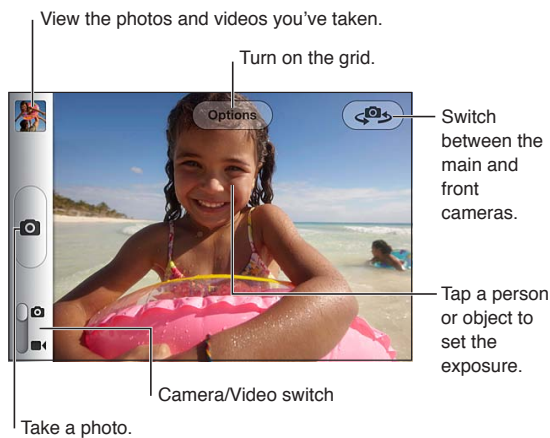 View the photos and videos you've taken.
Turn on the grid.
Options
Switch
between the
main and
front
cameras.
Tap a person
or object to
set the
exposure.
Camera/Video switch
Take a photo.